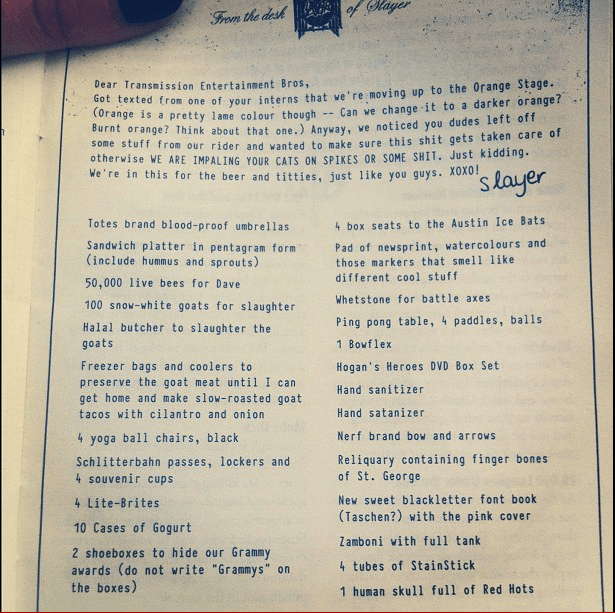 From the desk of Slayer
Dear Transmission Entertainment Bros,
Got texted from one of your interns that we're moving up to the Orange Stage.
(Orange is a pretty lame colour though -- Can we change it to a darker orange?
Burnt orange? Think about that one.) Anyway, we noticed you dudes left off
some stuff from our rider and wanted to make sure this shit gets taken care of
otherwise WE ARE IMPALING YOUR CATS ON SPIKES OR SOME SHIT. Just kidding.
We're in this for the beer and titties, just like you guys. XOXO!
Slayer
Totes brand blood-proof umbrellas
Sandwich platter in pentagram form
(include hummus and sprouts)
50,000 live bees for Dave
100 snow-white goats for slaughter
Halal butcher to slaughter the
goats
Freezer bags and coolers to
preserve the goat meat until I can
get home and make slow-roasted goat
tacos with cilantro and onion
4 yoga ball chairs, black
Schlitterbahn passes, lockers and
4 souvenir cups
4 Lite-Brites
10 Cases of Gogurt
2 shoeboxes to hide our Grammy
awards (do not write "Grammys" on
the boxes)
4 box seats to the Austin Ice Bats
Pad of newsprint, watercolours and
those markers that smell like
different cool stuff
Whetstone for battle axes
Ping pong table, 4 paddles, balls
1 Bowflex
Hogan's Heroes DVD Box Set
Hand sanitizer
Hand satanizer
Nerf brand bow and arrows
Reliquary containing finger bones
of St. George
New sweet blackletter font book
(Taschen?) with the pink cover
Zamboni with full tank
4 tubes of StainStick
1 human skull full of Red Hots